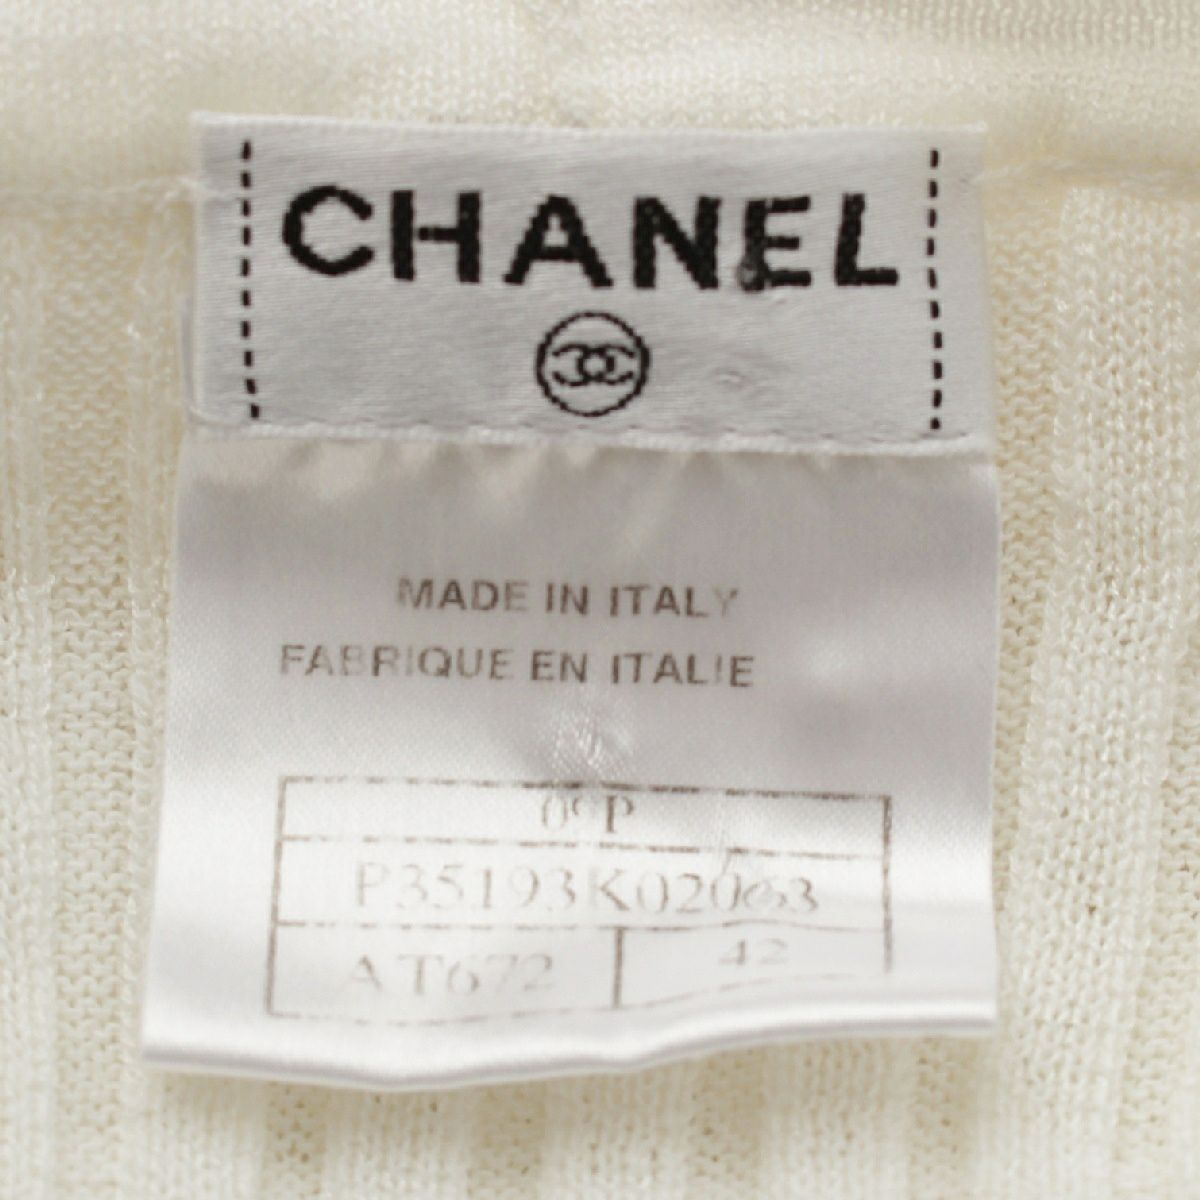 CHANEL
MADE IN ITALY
FABRIQUE EN ITALIE
09P
P35193K02063
AT672 42